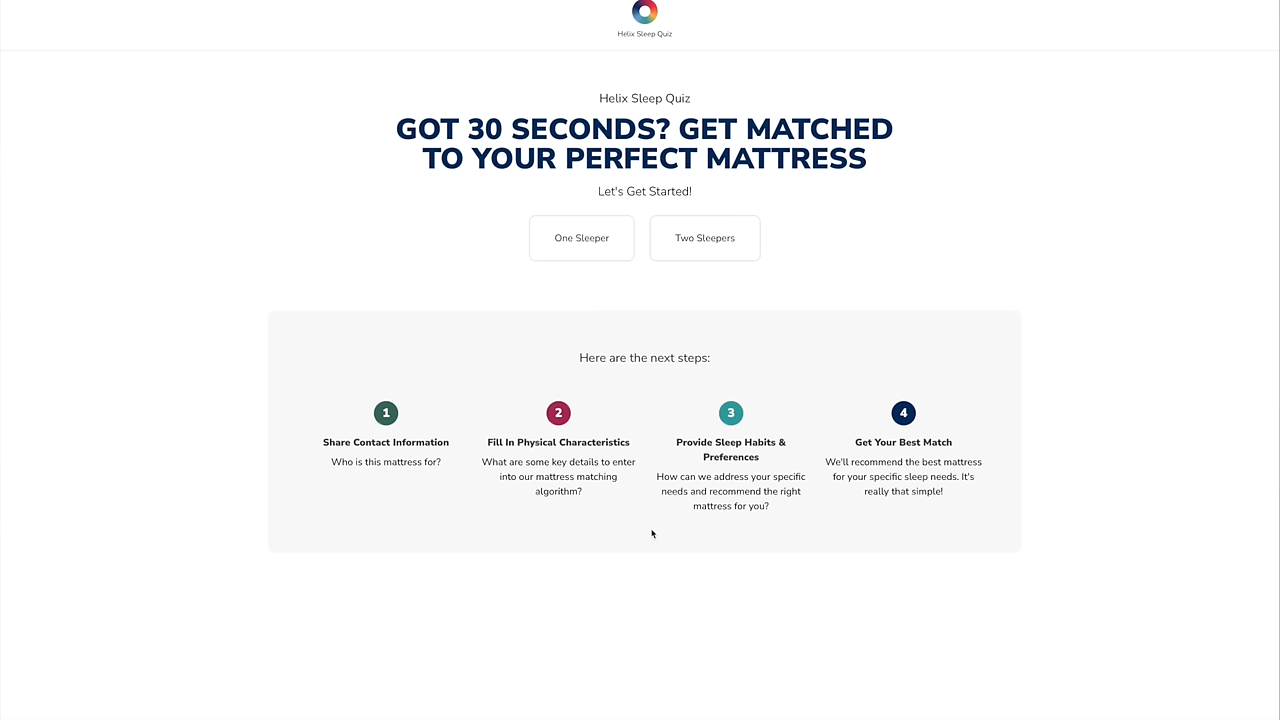 Helix Sleep Quiz
Helix Sleep Quiz
GOT 30 SECONDS? GET MATCHED
TO YOUR PERFECT MATTRESS
Let's Get Started!
One Sleeper
Two Sleepers
Here are the next steps:
1
Share Contact Information
Who is this mattress for?
2
Fill In Physical Characteristics
What are some key details to enter
into our mattress matching
algorithm?
3
Provide Sleep Habits &
Preferences
How can we address your specific
needs and recommend the right
mattress for you?
4
Get Your Best Match
We'll recommend the best mattress
for your specific sleep needs. It's
really that simple!